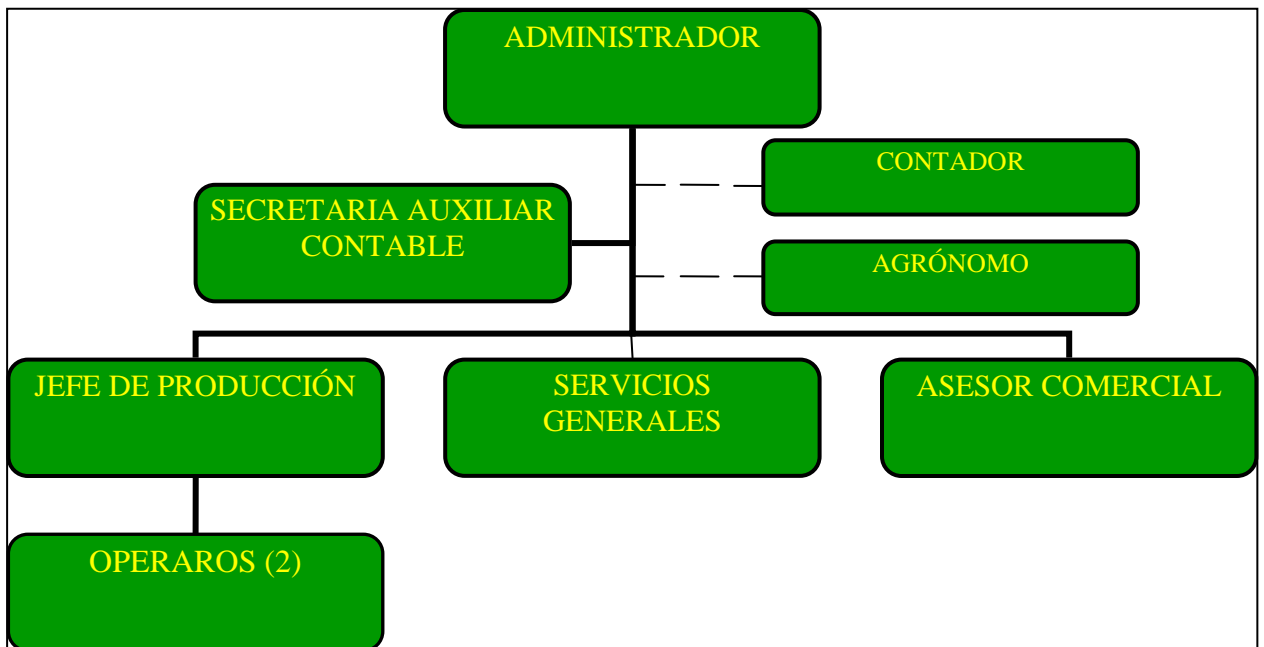 ADMINISTRADOR
CONTADOR
SECRETARIA AUXILIAR
CONTABLE
AGRÓNOMO
JEFE DE PRODUCCIÓN
SERVICIOS
GENERALES
ASESOR COMERCIAL
OPERAROS (2)